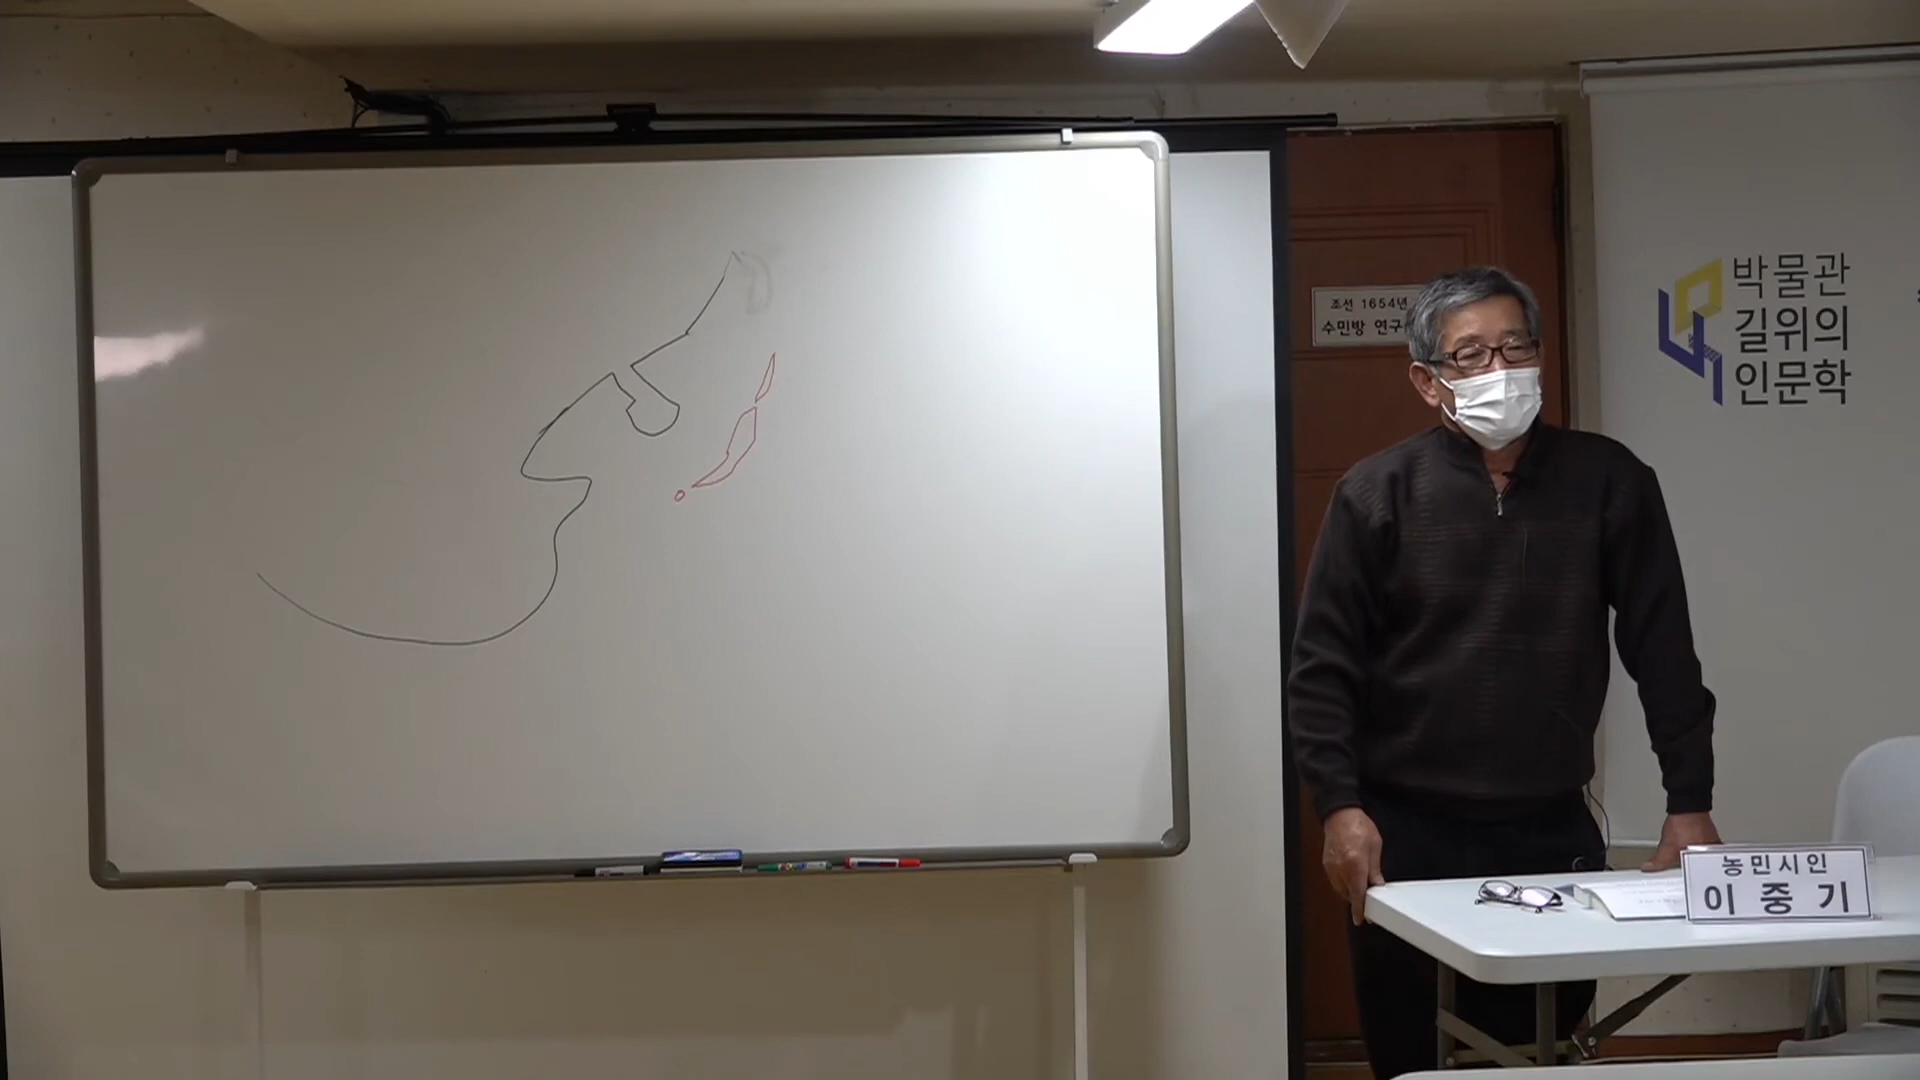 조선 1654년
수민방 연구
박물관
길위의
인문학
농민시인
이중기